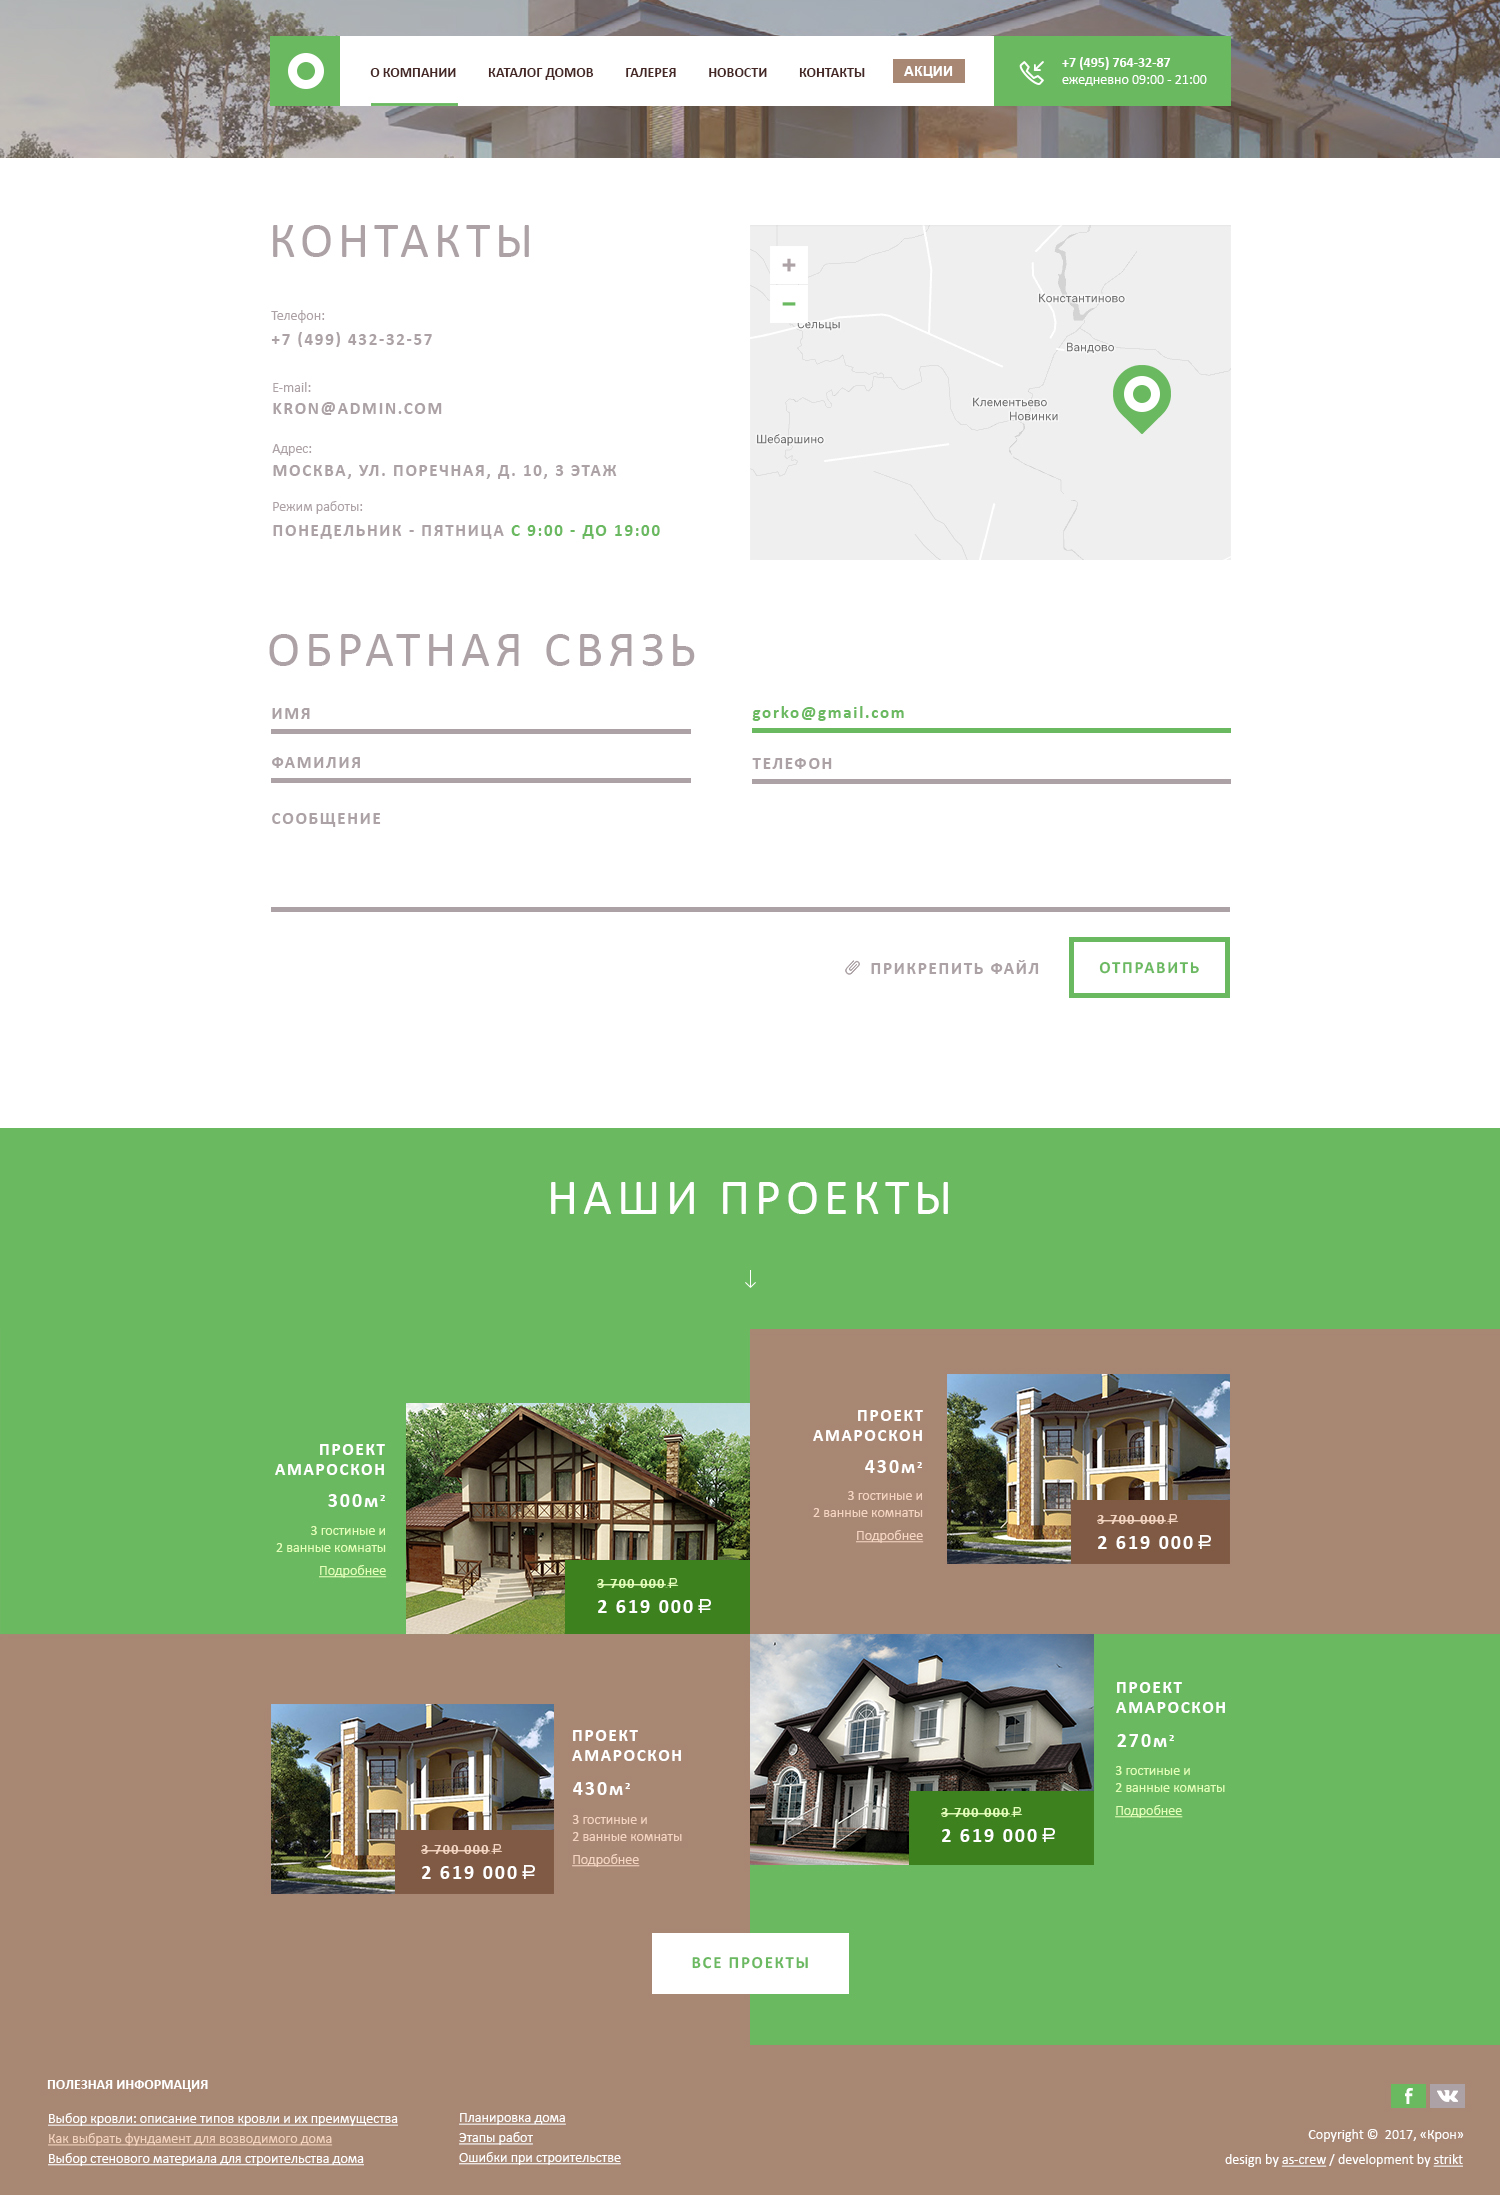 О КОМПАНИИ
КАТАЛОГ ДОМОВ
ГАЛЕРЕЯ
НОВОСТИ
КОНТАКТЫ
АКЦИИ
+7 (495) 764-32-87
ежедневно 09:00 - 21:00
КОНТАКТЫ
Телефон:
+7 (499) 432-32-57
E-mail:
KRON@ADMIN.COM
Адрес:
МОСКВА, УЛ. ПОРЕЧНАЯ, Д. 10, 3 ЭТАЖ
Режим работы:
ПОНЕДЕЛЬНИК - ПЯТНИЦА С 9:00 - ДО 19:00
Константиново
Сельцы
Вандово
Клементьево
Новинки
Шебаршино
ОБРАТНАЯ СВЯЗЬ
ИМЯ
gorko@gmail.com
ФАМИЛИЯ
ТЕЛЕФОН
СООБЩЕНИЕ
ПРИКРЕПИТЬ ФАЙЛ
ОТПРАВИТЬ
НАШИ ПРОЕКТЫ
ПРОЕКТ
АМАРОСКОН
300м²
3 гостиные и
2 ванные комнаты
Подробнее
3 700 000 ₽
2 619 000 ₽
ПРОЕКТ
АМАРОСКОН
430м²
3 гостиные и
2 ванные комнаты
Подробнее
3 700 000 ₽
2 619 000 ₽
3 700 000 ₽
2 619 000 ₽
ПРОЕКТ
АМАРОСКОН
430м²
3 гостиные и
2 ванные комнаты
Подробнее
3 700 000 ₽
2 619 000 ₽
ПРОЕКТ
АМАРОСКОН
270м²
3 гостиные и
2 ванные комнаты
Подробнее
ВСЕ ПРОЕКТЫ
ПОЛЕЗНАЯ ИНФОРМАЦИЯ
Выбор кровли: описание типов кровли и их преимущества
Как выбрать фундамент для возводимого дома
Выбор стенового материала для строительства дома
Планировка дома
Этапы работ
Ошибки при строительстве
Copyright © 2017, «Крон»
design by as-crew / development by strikt